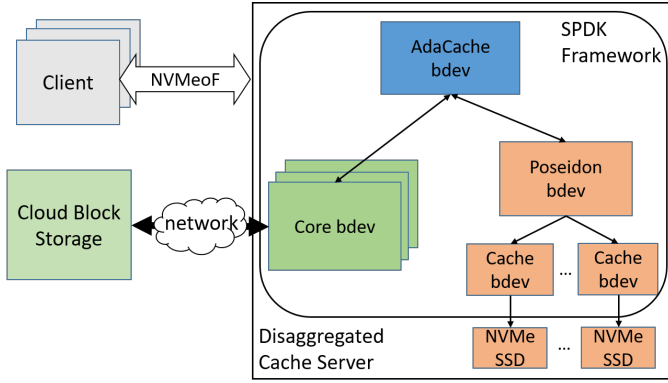 Client
NVMeoF
AdaCache
bdev
SPDK
Framework
Poseidon
bdev
Cloud Block
Storage
network
Core bdev
Cache
bdev
...
Cache
bdev
Disaggregated
Cache Server
NVMe
SSD
...
NVMe
SSD